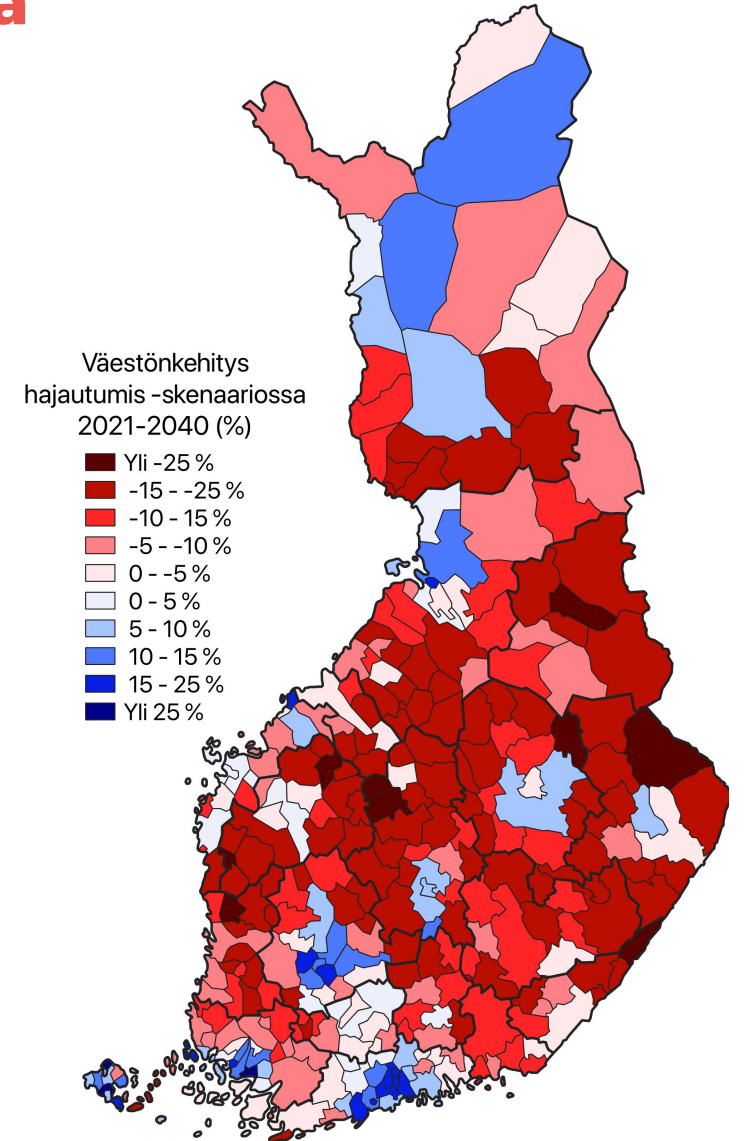 a
Väestönkehitys
hajautumis -skenaariossa
2021-2040 (%)
Yli -25 %
-15 - -25 %
-10 - 15 %
-5 - -10 %
0 - -5 %
0 - 5 %
5 - 10 %
10 - 15 %
15 - 25 %
Yli 25 %